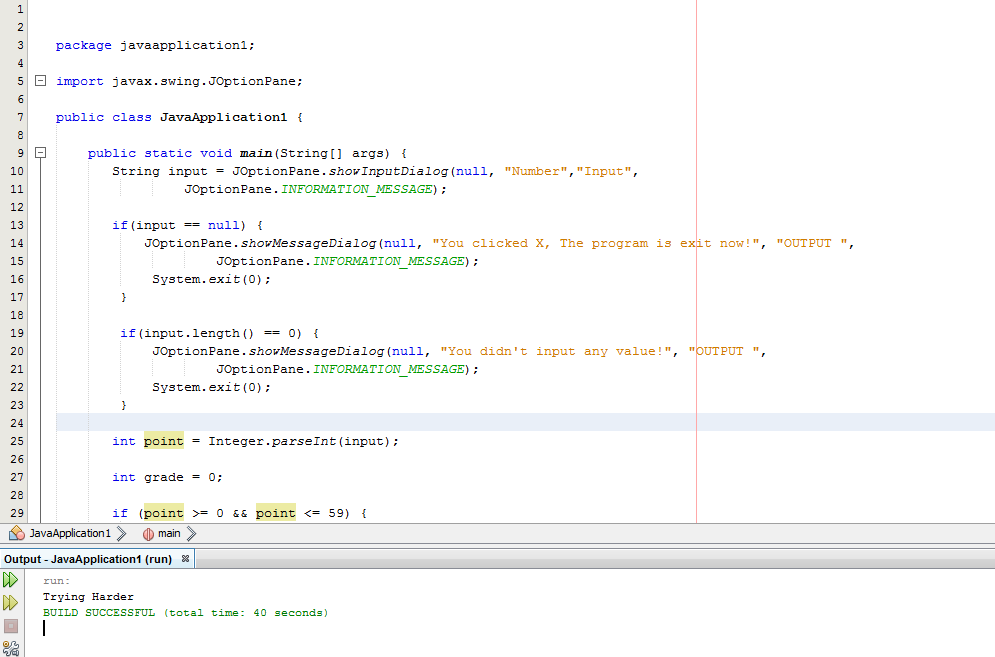 1
2
3 package javaapplication1;
4
5 import javax.swing.JOptionPane;
6
7 public class JavaApplication1 {
8
9 public static void main(String[] args) {
10 String input = JOptionPane.showInputDialog(null, "Number","Input",
11 JOptionPane.INFORMATION_MESSAGE);
12
13 if(input == null) {
14 JOptionPane.showMessageDialog(null, "You clicked X, The program is exit now!", "OUTPUT ",
15 JOptionPane.INFORMATION_MESSAGE);
16 System.exit(0);
17 }
18
19 if(input.length() == 0) {
20 JOptionPane.showMessageDialog(null, "You didn't input any value!", "OUTPUT ",
21 JOptionPane.INFORMATION_MESSAGE);
22 System.exit(0);
23 }
24
25 int point = Integer.parseInt(input);
26
27 int grade = 0;
28
29 if (point >= 0 && point <= 59) {
JavaApplication1 main
Output - JavaApplication1 (run)
run:
Trying Harder
BUILD SUCCESSFUL (total time: 40 seconds)